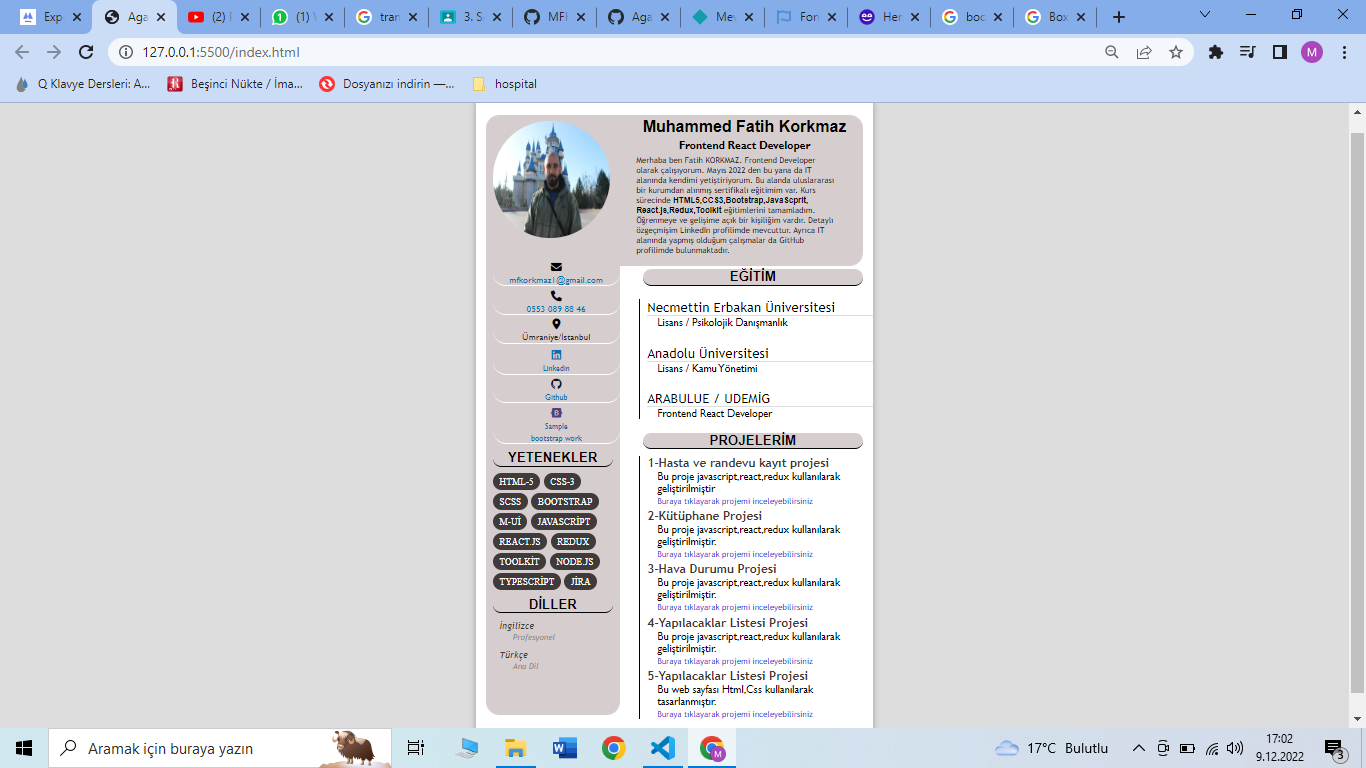 Exp
Aga
(2) I
(1) \
tran
3. S
MFI
Aga
Mev
For
Her
boc
Box
127.0.0.1:5500/index.html
M
Q Klavye Dersleri: A...
Beşinci Nükte / İma...
Dosyanızı indirin —...
hospital
Muhammed Fatih Korkmaz
Frontend React Developer
Merhaba ben Fatih KORKMAZ. Frontend Developer
olarak çalışıyorum. Mayıs 2022 den bu yana da IT
alanında kendimi yetiştiriyorum. Bu alanda uluslararası
bir kurumdan alınmış sertifikalı eğitimim var. Kurs
sürecinde HTML5,CCS3,Bootstrap,JavaScprit,
React.js,Redux,Toolkit eğitimlerini tamamladım.
Öğrenmeye ve gelişime açık bir kişiliğim vardır. Detaylı
özgeçmişim LinkedIn profilimde mevcuttur. Ayrıca IT
alanında yapmış olduğum çalışmalar da GitHub
profilimde bulunmaktadır.
mfkorkmaz1@gmail.com
0553 089 88 46
Ümraniye/İstanbul
Linkedin
Github
Sample
bootstrap work
YETENEKLER
HTML-5 CSS-3
SCSS BOOTSTRAP
M-Uİ JAVASCRİPT
REACT.JS REDUX
TOOLKİT NODE.JS
TYPESCRİPT JİRA
DİLLER
İngilizce
Profesyonel
Türkçe
Ana Dil
EĞİTİM
Necmettin Erbakan Üniversitesi
Lisans / Psikolojik Danışmanlık
Anadolu Üniversitesi
Lisans / Kamu Yönetimi
ARABULUE / UDEMİG
Frontend React Developer
PROJELERİM
1-Hasta ve randevu kayıt projesi
Bu proje javascript,react,redux kullanılarak
geliştirilmiştir
Buraya tıklayarak projemi inceleyebilirsiniz
2-Kütüphane Projesi
Bu proje javascript,react,redux kullanılarak
geliştirilmiştir.
Buraya tıklayarak projemi inceleyebilirsiniz
3-Hava Durumu Projesi
Bu proje javascript,react,redux kullanılarak
geliştirilmiştir.
Buraya tıklayarak projemi inceleyebilirsiniz
4-Yapılacaklar Listesi Projesi
Bu proje javascript,react,redux kullanılarak
geliştirilmiştir.
Buraya tıklayarak projemi inceleyebilirsiniz
5-Yapılacaklar Listesi Projesi
Bu web sayfası Html,Css kullanılarak
tasarlanmıştır.
Buraya tıklayarak projemi inceleyebilirsiniz
Aramak için buraya yazın
17°C Bulutlu
17:02
9.12.2022
3